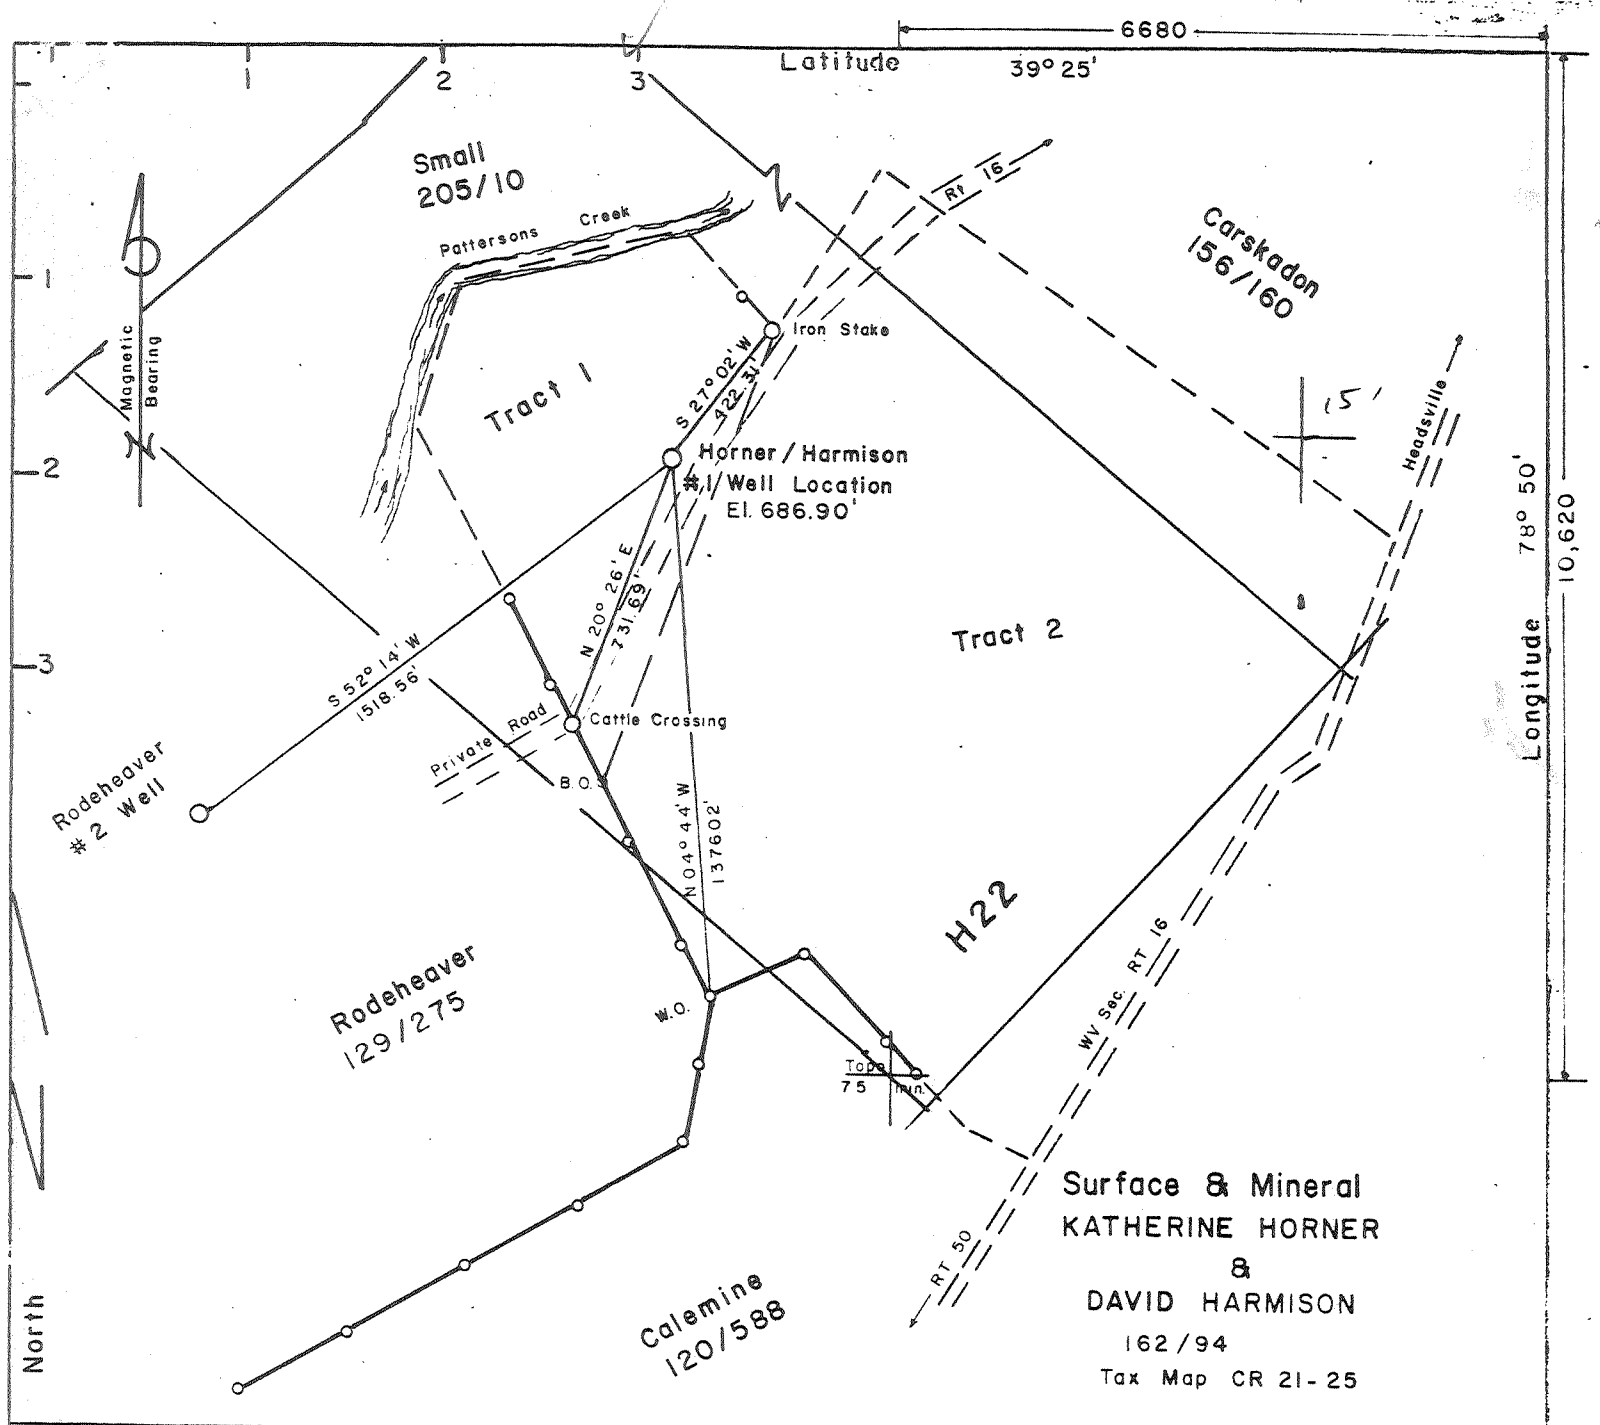 6680
Latitude 39° 25'
1 2 3
Small
205/10
Pattersons Creek
Rt 16
Carskadon
156/160
1
Magnetic
Bearing
Iron Stake
Tract 1
S 27° 02' W
422.31'
15'
Headsville
2
Horner/Harmison
#1 Well Location
El. 686.90'
Longitude 78° 50'
10,620
N 20° 26' E
731.69'
Tract 2
3
S 52° 14' W
1518.56'
Private Road
Cattle Crossing
B.O.
Rodeheaver
#2 Well
N 04° 44' W
137602'
H22
Rodeheaver
129/275
W.O.
WV Sec. RT 16
Topo
75 min.
Surface & Mineral
KATHERINE HORNER
&
DAVID HARMISON
162/94
Tax Map CR 21-25
RT 50
Calemine
120/588
North